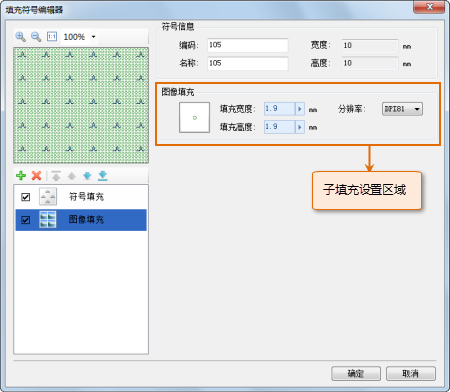 填充符号编辑器
100%
符号信息
编码: 105 宽度: 10 mm
名称: 105 高度: 10 mm
图像填充
填充宽度: 1.9 mm 分辨率: DPI81
填充高度: 1.9 mm
子填充设置区域
符号填充
图像填充
确定 取消